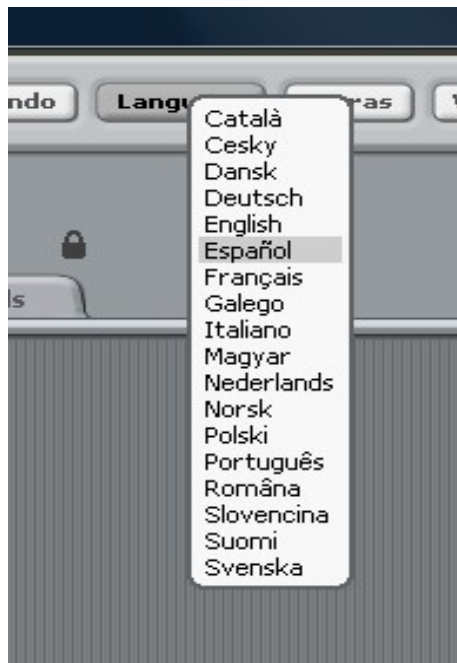 ndo Langu ras
Català
Cesky
Dansk
Deutsch
English
Español
Français
Galego
Italiano
Magyar
Nederlands
Norsk
Polski
Português
Româna
Slovencina
Suomi
Svenska
ls